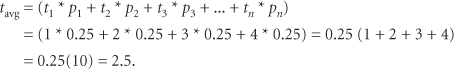 t_avg = (t_1 * p_1 + t_2 * p_2 + t_3 * p_3 + ... + t_n * p_n)
= (1 * 0.25 + 2 * 0.25 + 3 * 0.25 + 4 * 0.25) = 0.25 (1 + 2 + 3 + 4)
= 0.25(10) = 2.5.